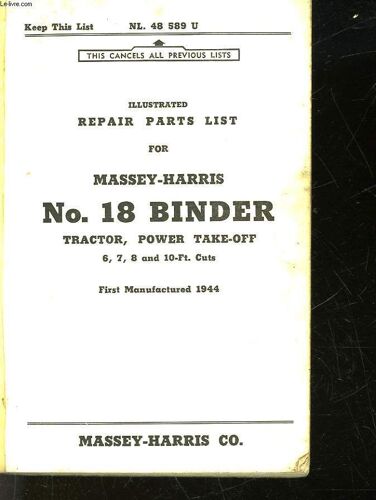 Le-livre.com
Keep This List NL. 48 589 U
THIS CANCELS ALL PREVIOUS LISTS
ILLUSTRATED
REPAIR PARTS LIST
FOR
MASSEY-HARRIS
No. 18 BINDER
TRACTOR, POWER TAKE-OFF
6, 7, 8 and 10-Ft. Cuts
First Manufactured 1944
MASSEY-HARRIS CO.